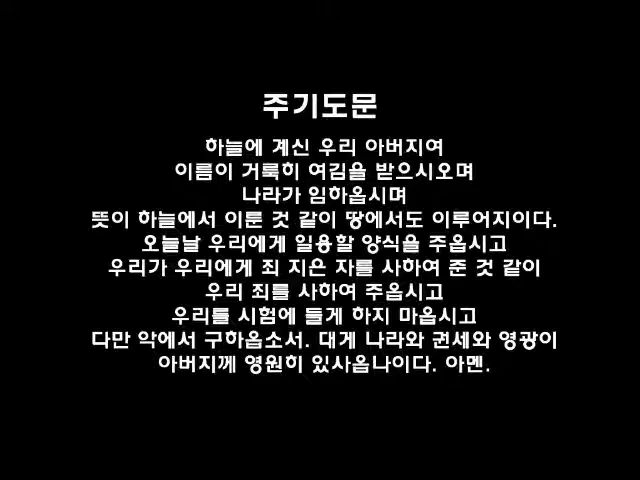 주기도문
하늘에 계신 우리 아버지여
이름이 거룩히 여김을 받으시오며
나라가 임하옵시며
뜻이 하늘에서 이룬 것 같이 땅에서도 이루어지이다.
오늘날 우리에게 일용할 양식을 주옵시고
우리가 우리에게 죄 지은 자를 사하여 준 것 같이
우리 죄를 사하여 주옵시고
우리를 시험에 들게 하지 마옵시고
다만 악에서 구하옵소서. 대게 나라와 권세와 영광이
아버지께 영원히 있사옵나이다. 아멘.